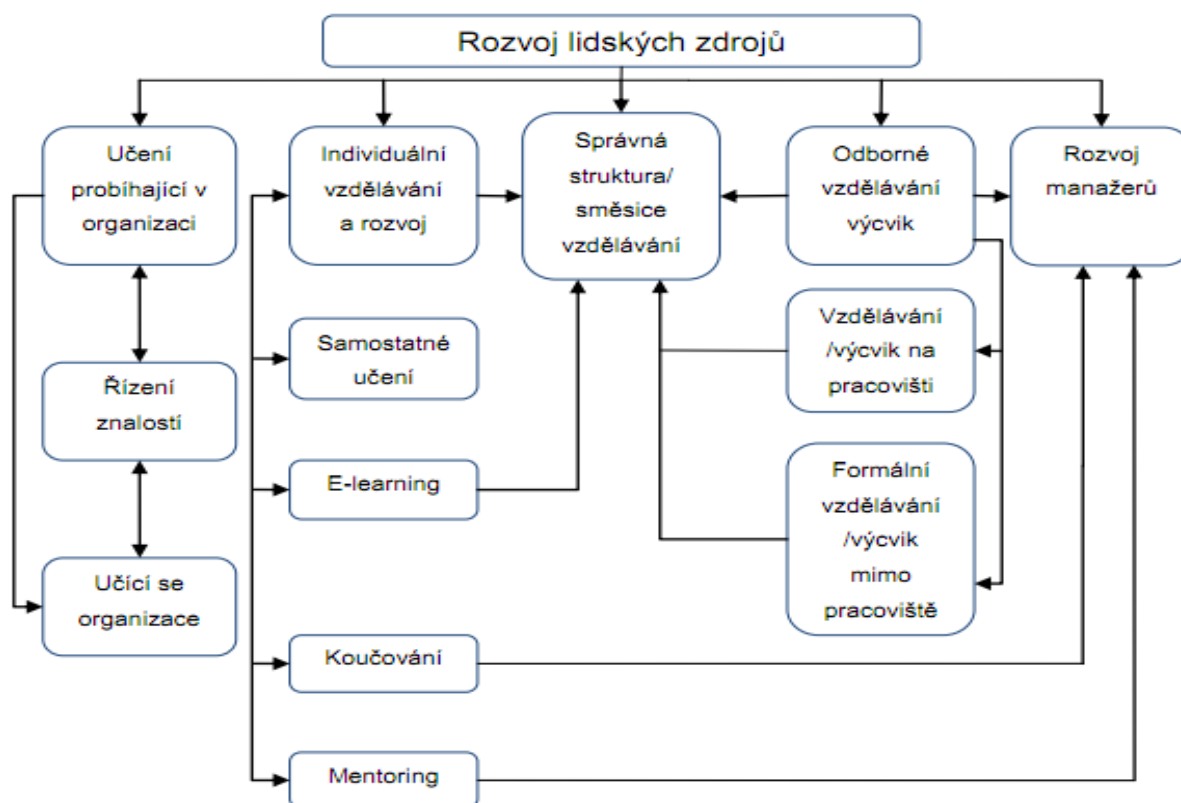 Rozvoj lidských zdrojů
Učení
probíhající v
organizaci
Individuální
vzdělávání
a rozvoj
Správná
struktura/
směsice
vzdělávání
Odborné
vzdělávání
výcvik
Rozvoj
manažerů
Řízení
znalostí
Samostatné
učení
Vzdělávání
/výcvik na
pracovišti
E-learning
Formální
vzdělávání
/výcvik
mimo
pracoviště
Učící se
organizace
Koučování
Mentoring